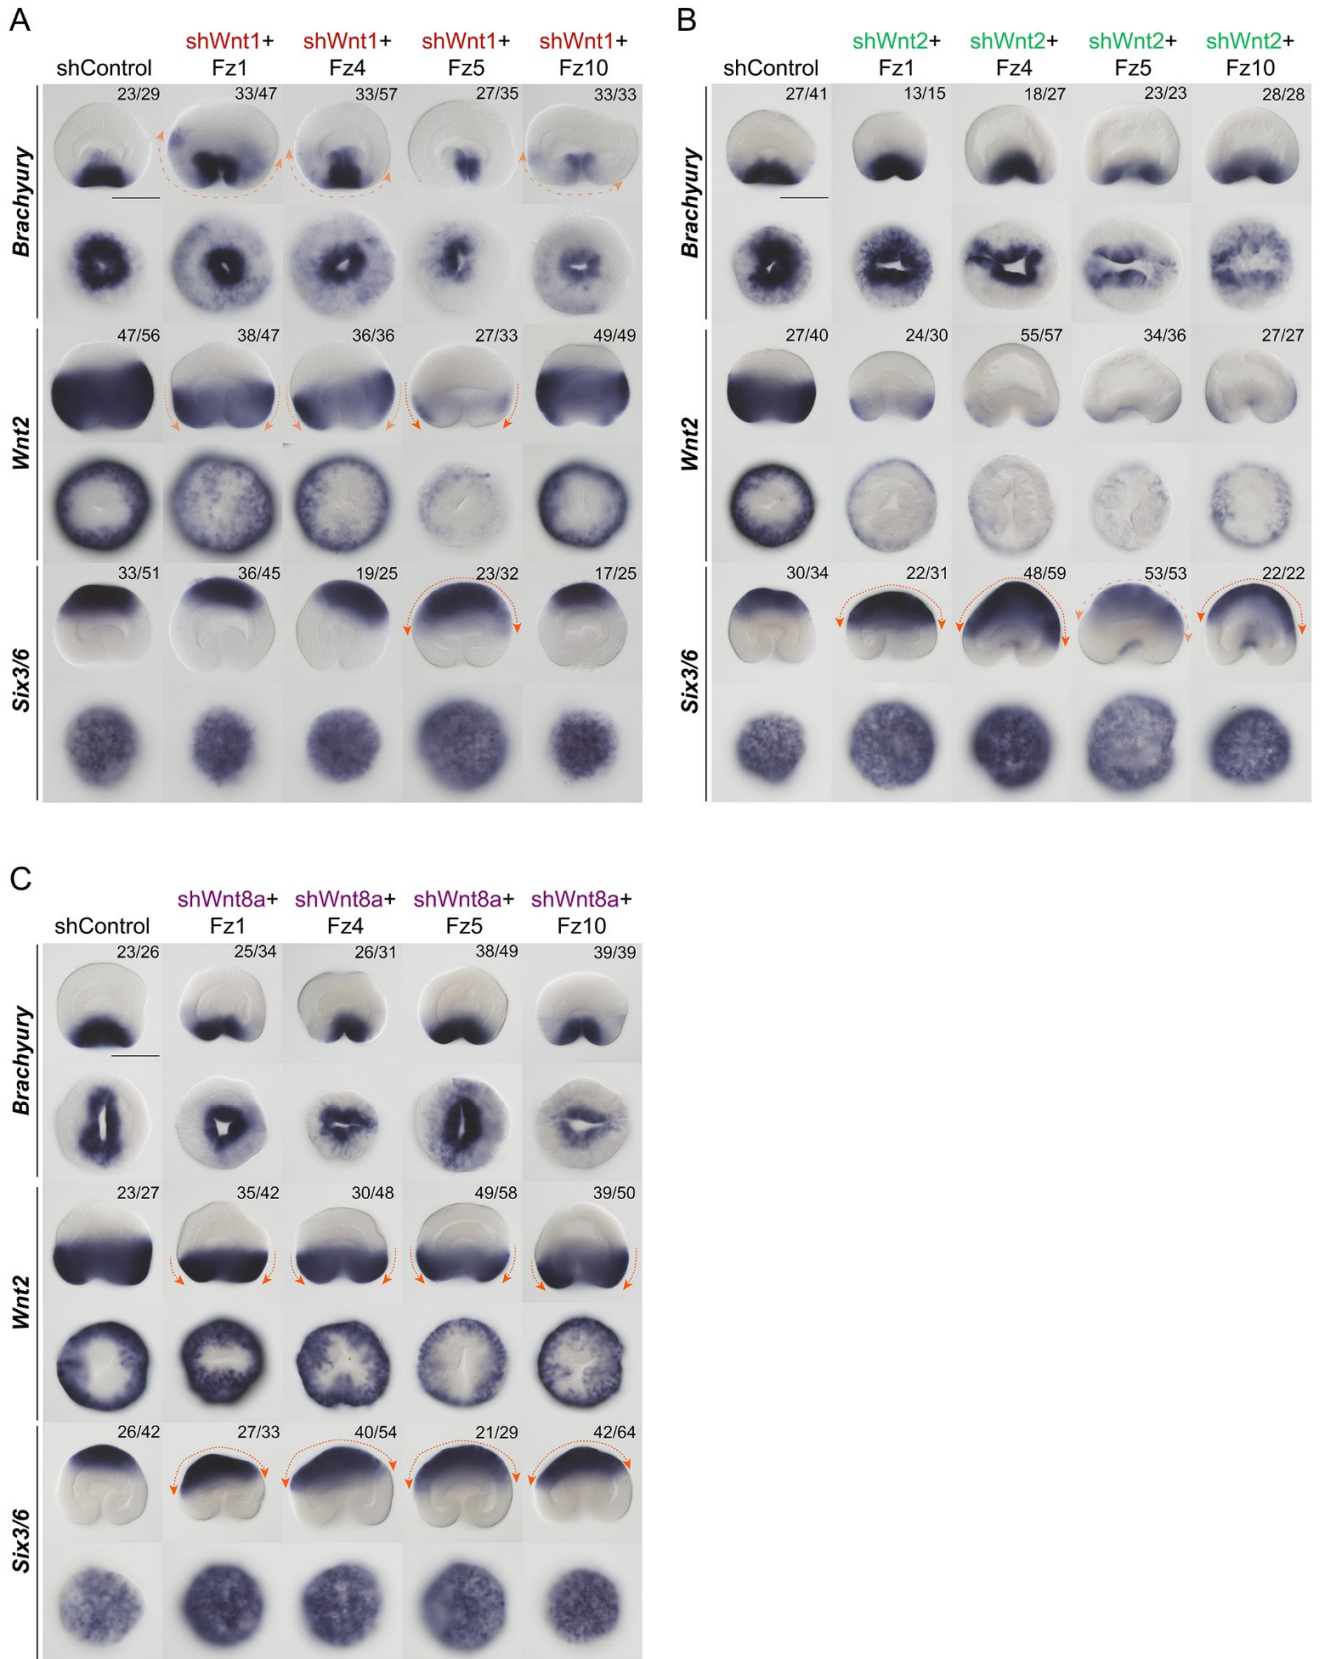 A
shControl
shWnt1+
Fz1
shWnt1+
Fz4
shWnt1+
Fz5
shWnt1+
Fz10
Brachyury
23/29
33/47
33/57
27/35
33/33
Wnt2
47/56
38/47
36/36
27/33
49/49
Six3/6
33/51
36/45
19/25
23/32
17/25
B
shControl
shWnt2+
Fz1
shWnt2+
Fz4
shWnt2+
Fz5
shWnt2+
Fz10
Brachyury
27/41
13/15
18/27
23/23
28/28
Wnt2
27/40
24/30
55/57
34/36
27/27
Six3/6
30/34
22/31
48/59
53/53
22/22
C
shControl
shWnt8a+
Fz1
shWnt8a+
Fz4
shWnt8a+
Fz5
shWnt8a+
Fz10
Brachyury
23/26
25/34
26/31
38/49
39/39
Wnt2
23/27
35/42
30/48
49/58
39/50
Six3/6
26/42
27/33
40/54
21/29
42/64